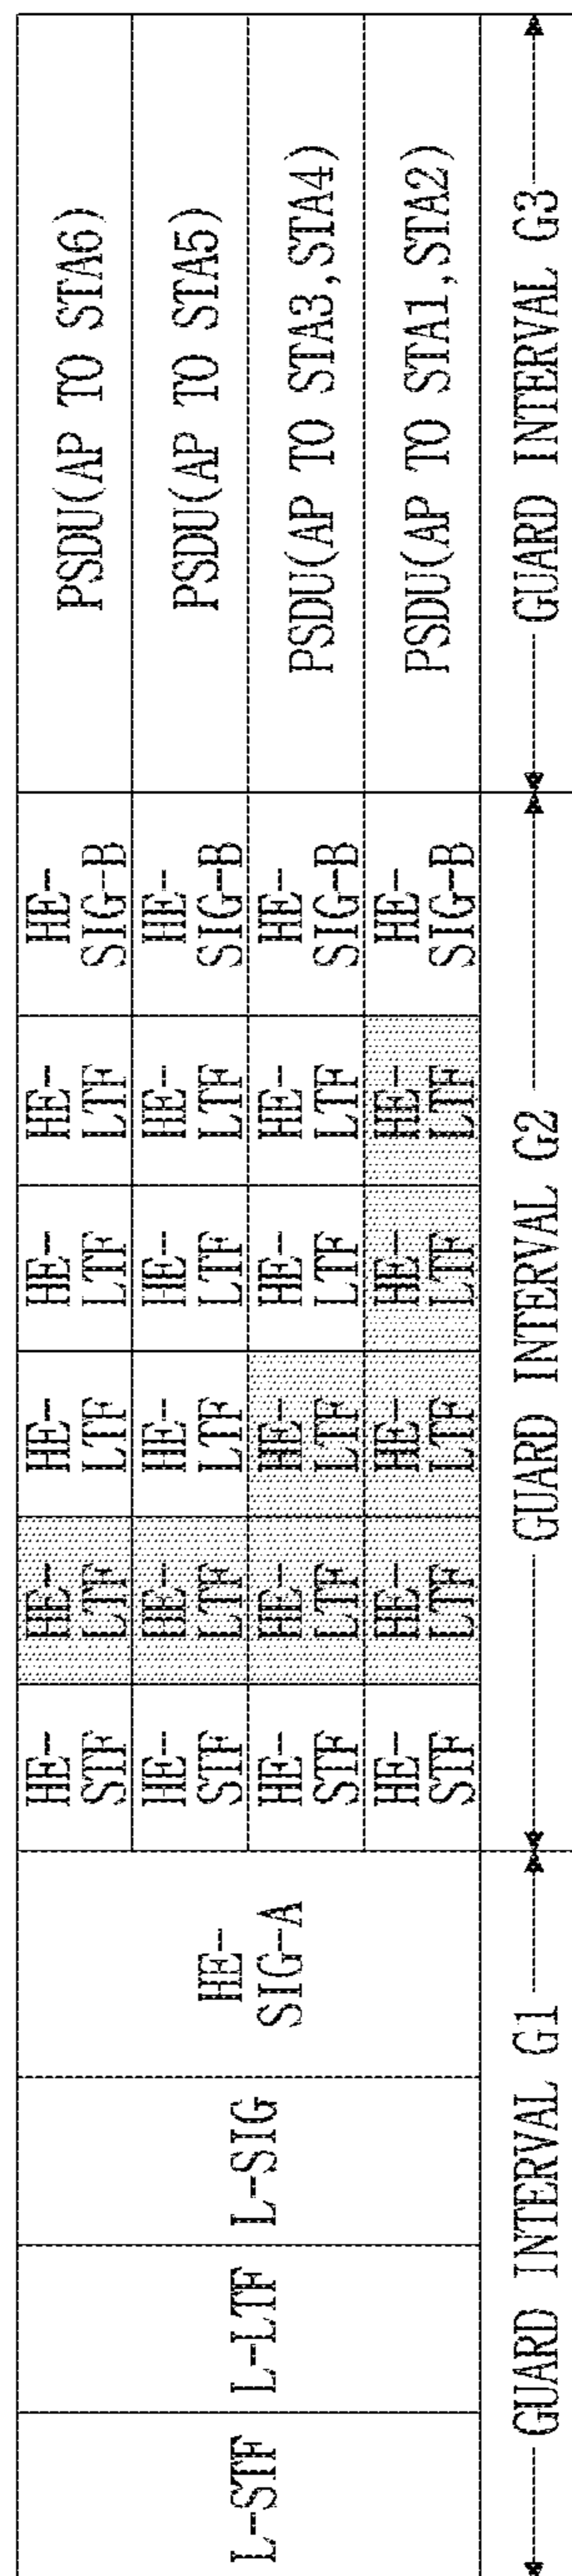 L-STF
L-LTF
L-SIG
HE-
SIG-A
HE-
STF
HE-
LTF
HE-
LTF
HE-
LTF
HE-
LTF
HE-
SIG-B
PSDU(AP TO STA6)
HE-
STF
HE-
LTF
HE-
LTF
HE-
LTF
HE-
LTF
HE-
SIG-B
PSDU(AP TO STA5)
HE-
STF
HE-
LTF
HE-
LTF
HE-
LTF
HE-
LTF
HE-
SIG-B
PSDU(AP TO STA3,STA4)
HE-
STF
HE-
LTF
HE-
LTF
HE-
LTF
HE-
LTF
HE-
SIG-B
PSDU(AP TO STA1,STA2)
GUARD INTERVAL G1
GUARD INTERVAL G2
GUARD INTERVAL G3